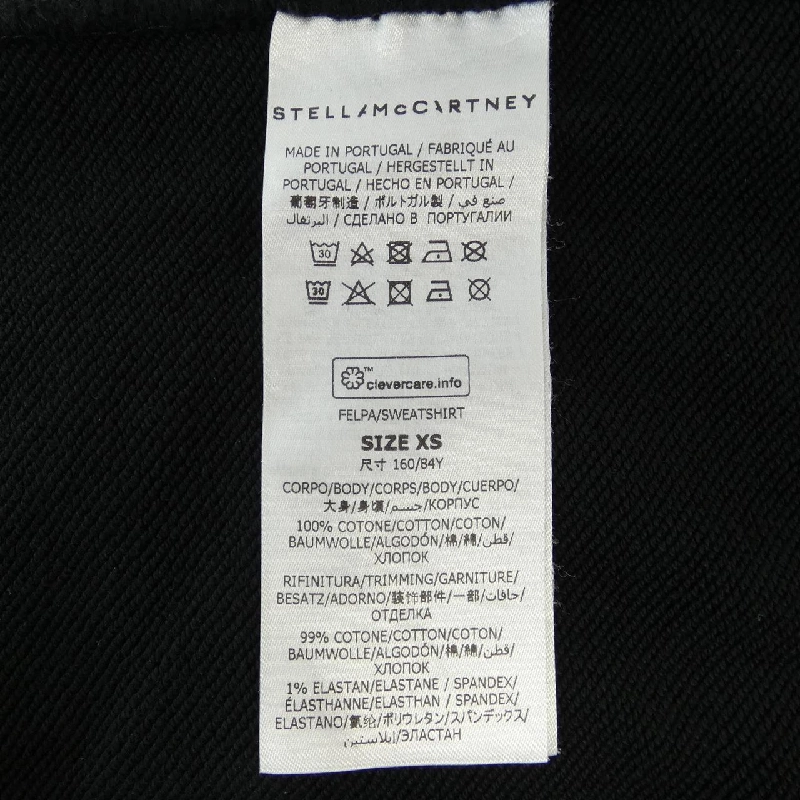 STELLA McCARTNEY
MADE IN PORTUGAL / FABRIQUÉ AU
PORTUGAL / HERGESTELLT IN
PORTUGAL / HECHO EN PORTUGAL /
葡萄牙制造 / ポルトガル製 / صنع في
البرتغال / СДЕЛАНО В ПОРТУГАЛИИ
30
30
™
clevercare.info
FELPA/SWEATSHIRT
SIZE XS
尺寸 160/84Y
CORPO/BODY/CORPS/BODY/CUERPO/
大身/身頃/جسم/КОРПУС
100% COTONE/COTTON/COTON/
BAUMWOLLE/ALGODÓN/棉/綿/قطن/
ХЛОПОК
RIFINITURA/TRIMMING/GARNITURE/
BESATZ/ADORNO/装饰部件/一部/حافات/
ОТДЕЛКА
99% COTONE/COTTON/COTON/
BAUMWOLLE/ALGODÓN/棉/綿/قطن/
ХЛОПОК
1% ELASTAN/ELASTANE / SPANDEX/
ÉLASTHANNE/ELASTHAN / SPANDEX/
ELASTANO/氨纶/ポリウレタン/スパンデックス/
إيلاستين/ЭЛАСТАН